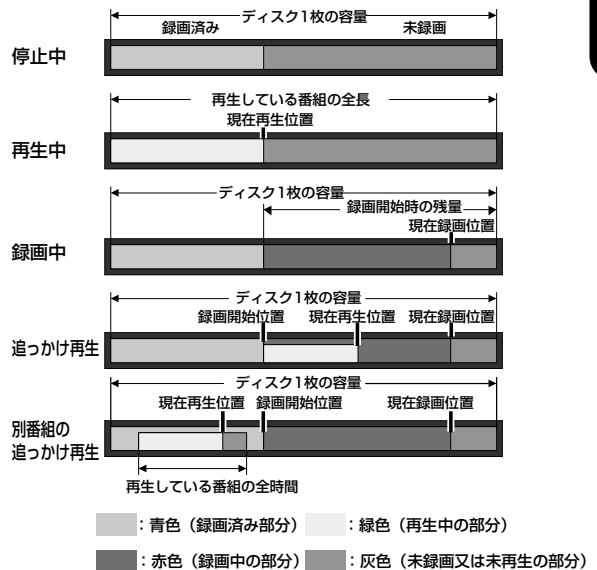 ディスク1枚の容量
録画済み 未録画
停止中
再生している番組の全長
現在再生位置
再生中
ディスク1枚の容量
録画開始時の残量
現在録画位置
録画中
ディスク1枚の容量
録画開始位置 現在再生位置 現在録画位置
追っかけ再生
ディスク1枚の容量
現在再生位置 録画開始位置 現在録画位置
別番組の
追っかけ再生
再生している番組の全時間
：青色（録画済み部分） ：緑色（再生中の部分）
：赤色（録画中の部分） ：灰色（未録画又は未再生の部分）